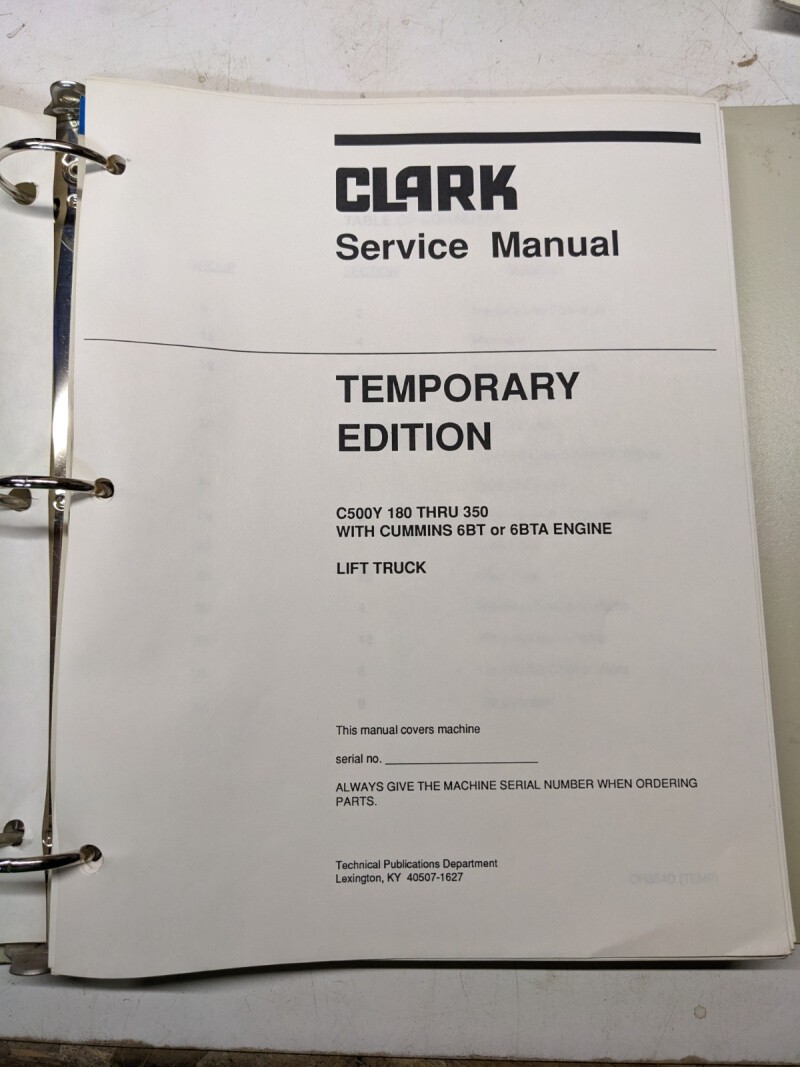 CLARK
Service Manual
TEMPORARY
EDITION
C500Y 180 THRU 350
WITH CUMMINS 6BT or 6BTA ENGINE
LIFT TRUCK
This manual covers machine
serial no. ____________________
ALWAYS GIVE THE MACHINE SERIAL NUMBER WHEN ORDERING
PARTS.
Technical Publications Department
Lexington, KY 40507-1627